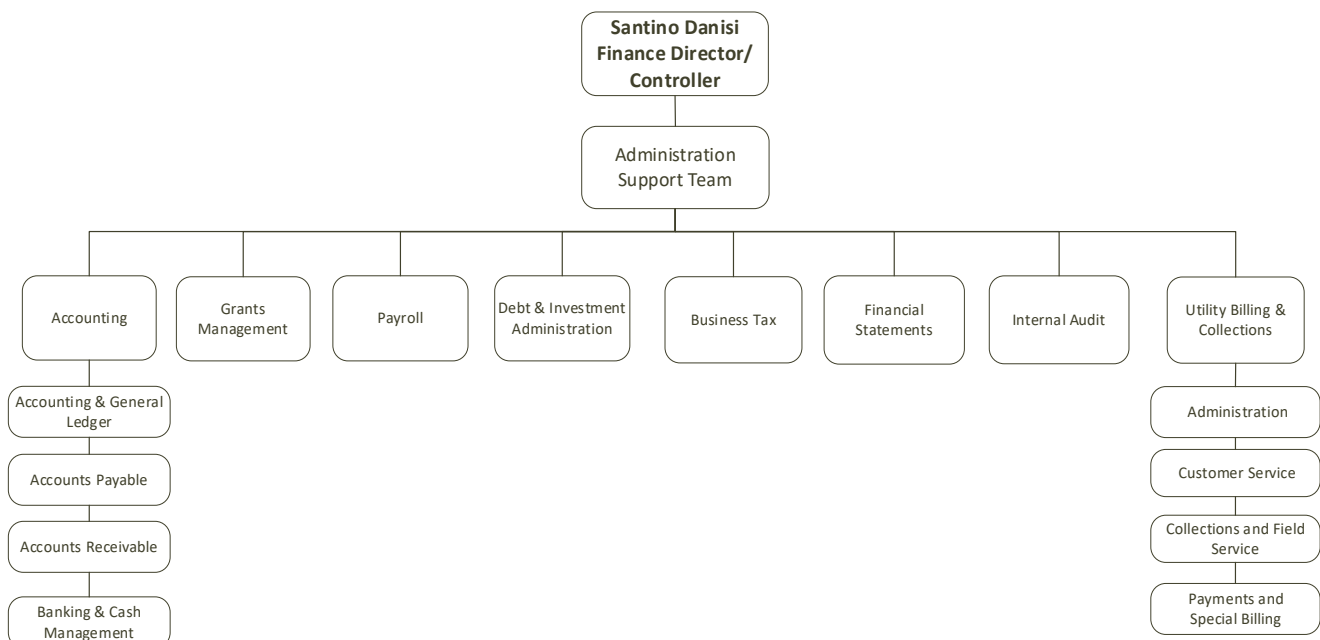 Santino Danisi
Finance Director/
Controller
Administration
Support Team
Accounting
Grants
Management
Payroll
Debt & Investment
Administration
Business Tax
Financial
Statements
Internal Audit
Utility Billing &
Collections
Accounting & General
Ledger
Accounts Payable
Accounts Receivable
Banking & Cash
Management
Administration
Customer Service
Collections and Field
Service
Payments and
Special Billing